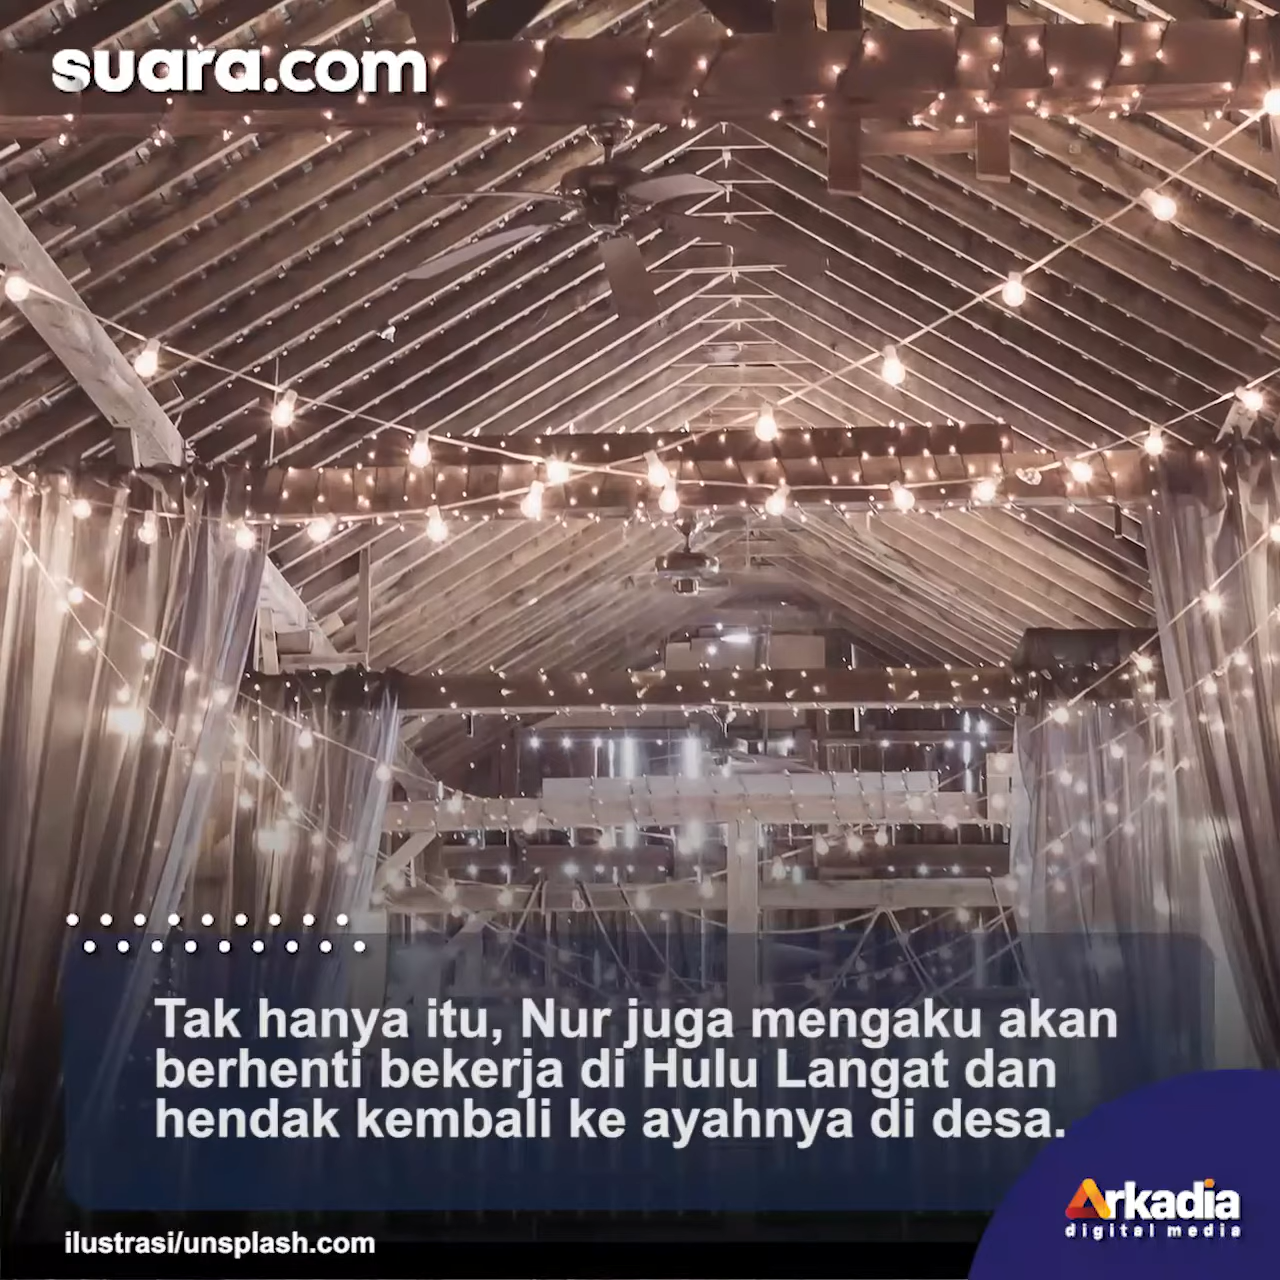 suara.com
Tak hanya itu, Nur juga mengaku akan
berhenti bekerja di Hulu Langat dan
hendak kembali ke ayahnya di desa.
Arkadia
digital media
ilustrasi/unsplash.com